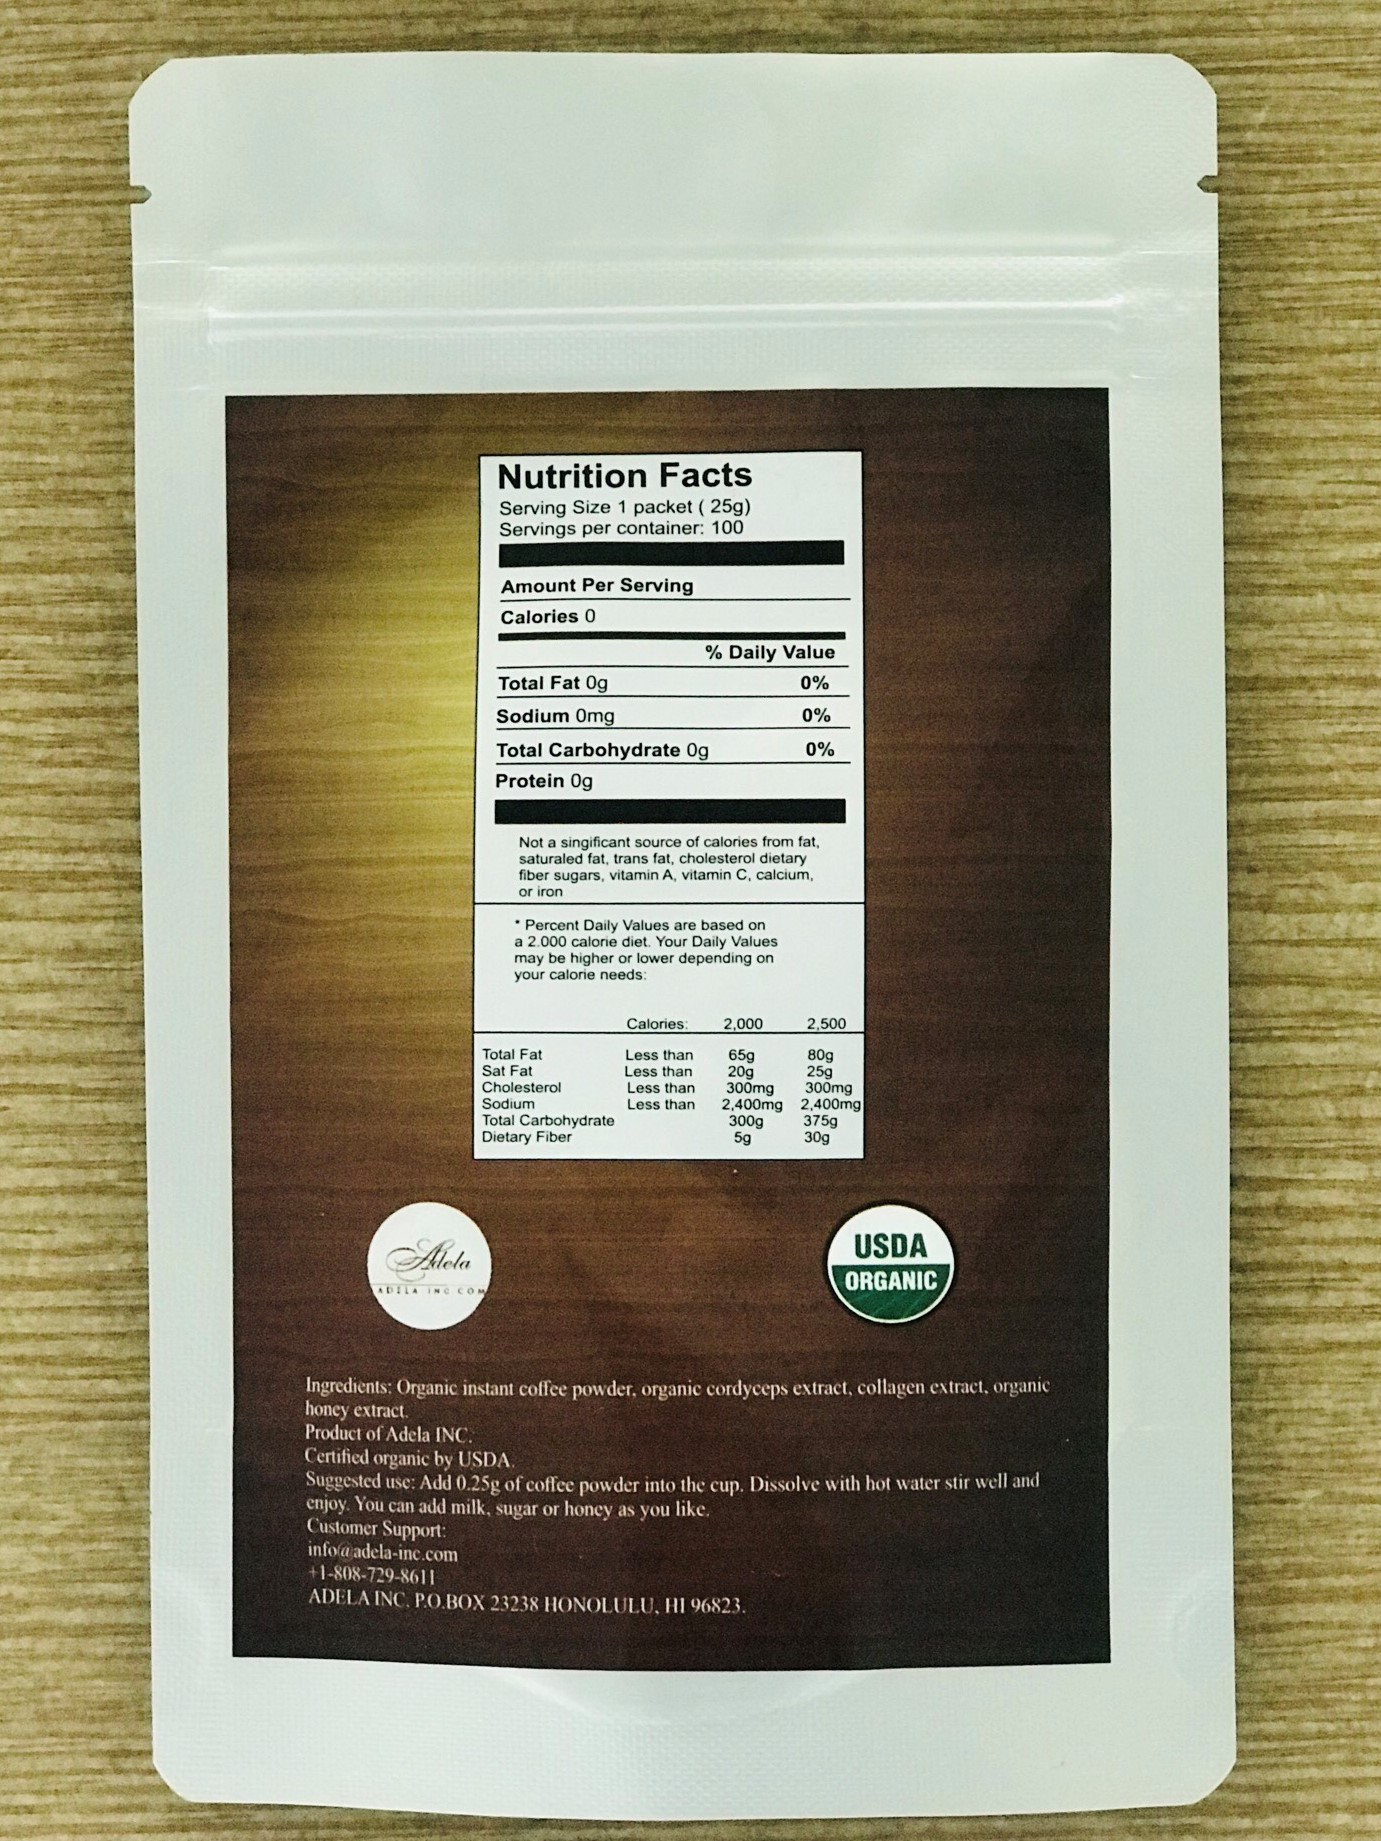 Nutrition Facts
Serving Size 1 packet ( 25g)
Servings per container: 100
Amount Per Serving
Calories 0
% Daily Value
Total Fat 0g 0%
Sodium 0mg 0%
Total Carbohydrate 0g 0%
Protein 0g
Not a singificant source of calories from fat,
saturaled fat, trans fat, cholesterol dietary
fiber sugars, vitamin A, vitamin C, calcium,
or iron
* Percent Daily Values are based on
a 2.000 calorie diet. Your Daily Values
may be higher or lower depending on
your calorie needs:
Calories: 2,000 2,500
Total Fat Less than 65g 80g
Sat Fat Less than 20g 25g
Cholesterol Less than 300mg 300mg
Sodium Less than 2,400mg 2,400mg
Total Carbohydrate 300g 375g
Dietary Fiber 5g 30g
Adela
ADELA INC COM
USDA
ORGANIC
Ingredients: Organic instant coffee powder, organic cordyceps extract, collagen extract, organic
honey extract.
Product of Adela INC.
Certified organic by USDA.
Suggested use: Add 0.25g of coffee powder into the cup. Dissolve with hot water stir well and
enjoy. You can add milk, sugar or honey as you like.
Customer Support:
info@adela-inc.com
+1-808-729-8611
ADELA INC. P.O.BOX 23238 HONOLULU, HI 96823.